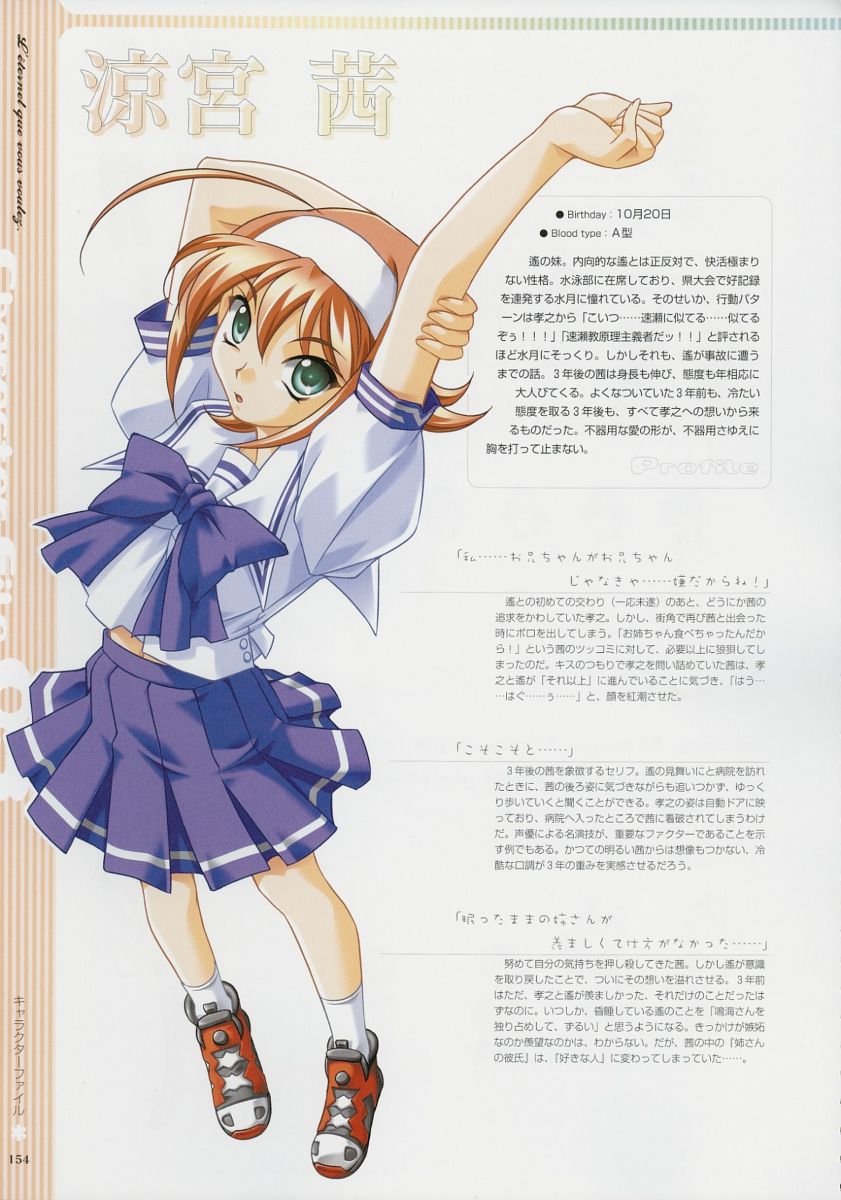 L'éternel que vous voulez.
涼宮 茜
● Birthday : 10月20日
● Blood type : A型
遙の妹。内向的な遙とは正反対で、快活極まり
ない性格。水泳部に在席しており、県大会で好記録
を連発する水月に憧れている。そのせいか、行動パタ
ーンは孝之から「こいつ……速瀬に似てる……似てる
ぞぅ！！！」「速瀬教原理主義者だッ！！」と評される
ほど水月にそっくり。しかしそれも、遙が事故に遭う
までの話。3年後の茜は身長も伸び、態度も年相応に
大人びてくる。よくなついていた3年前も、冷たい
態度を取る3年後も、すべて孝之への想いから来
るものだった。不器用な愛の形が、不器用さゆえに
胸を打って止まない。
Profile
「私……お兄ちゃんがお兄ちゃん
じゃなきゃ……嫌だからね！」
遙との初めての交わり（一応未遂）のあと、どうにか茜の
追求をかわしていた孝之。しかし、街角で再び茜と出会った
時にボロを出してしまう。「お姉ちゃん食べちゃったんだか
ら！」という茜のツッコミに対して、必要以上に狼狽してし
まったのだ。キスのつもりで孝之を問い詰めていた茜は、孝
之と遙が「それ以上」に進んでいることに気づき、「はう…
…はぐ……ぅ……」と、顔を紅潮させた。
「こそこそと……」
3年後の茜を象徴するセリフ。遙の見舞いにと病院を訪れ
たときに、茜の後ろ姿に気づきながらも追いつかず、ゆっく
り歩いていくと聞くことができる。孝之の姿は自動ドアに映
っており、病院へ入ったところで茜に看破されてしまうわけ
だ。声優による名演技が、重要なファクターであることを示
す例でもある。かつての明るい茜からは想像もつかない、冷
酷な口調が3年の重みを実感させるだろう。
「眠ったままの姉さんが
羨ましくて仕方がなかった……」
努めて自分の気持ちを押し殺してきた茜。しかし遙が意識
を取り戻したことで、ついにその想いを溢れさせる。3年前
はただ、孝之と遙が羨ましかった、それだけのことだったは
ずなのに。いつしか、昏睡している遙のことを「鳴海さんを
独り占めして、ずるい」と思うようになる。きっかけが嫉妬
なのか羨望なのかは、わからない。だが、茜の中の『姉さん
の彼氏』は、『好きな人』に変わってしまっていた……。
キャラクターファイル
154